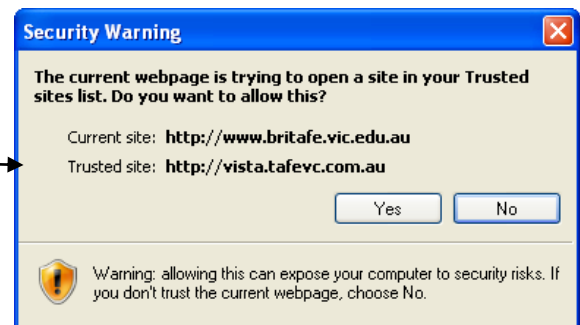 Security Warning
The current webpage is trying to open a site in your Trusted
sites list. Do you want to allow this?
Current site: http://www.britafe.vic.edu.au
Trusted site: http://vista.tafevc.com.au
Yes No
Warning: allowing this can expose your computer to security risks. If
you don't trust the current webpage, choose No.